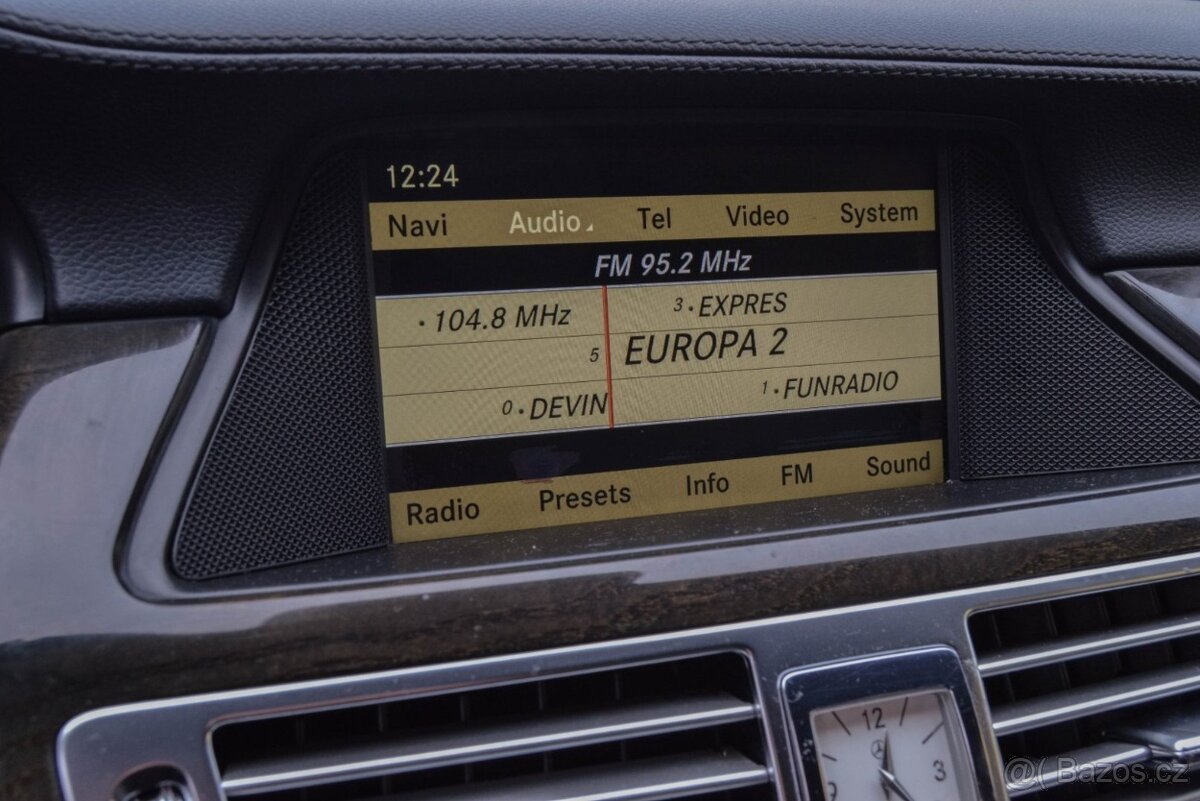 12:24
Navi Audio Tel Video System
FM 95.2 MHz
· 104.8 MHz 3 · EXPRES
5 EUROPA 2
0 · DEVIN 1 · FUNRADIO
Radio Presets Info FM Sound
12
3
@( Bazos.cz